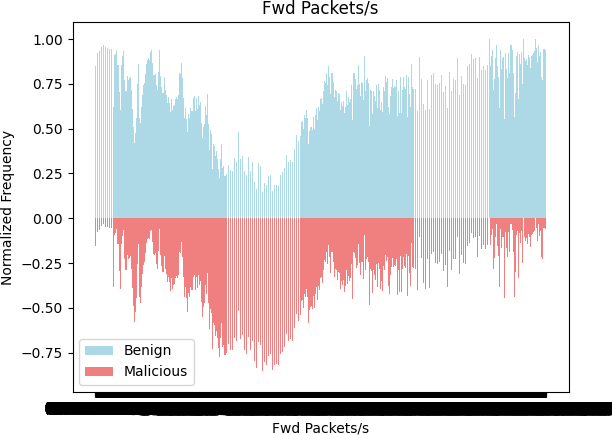 Fwd Packets/s
1.00
0.75
0.50
0.25
0.00
−0.25
−0.50
−0.75
Normalized Frequency
Benign
Malicious
Fwd Packets/s